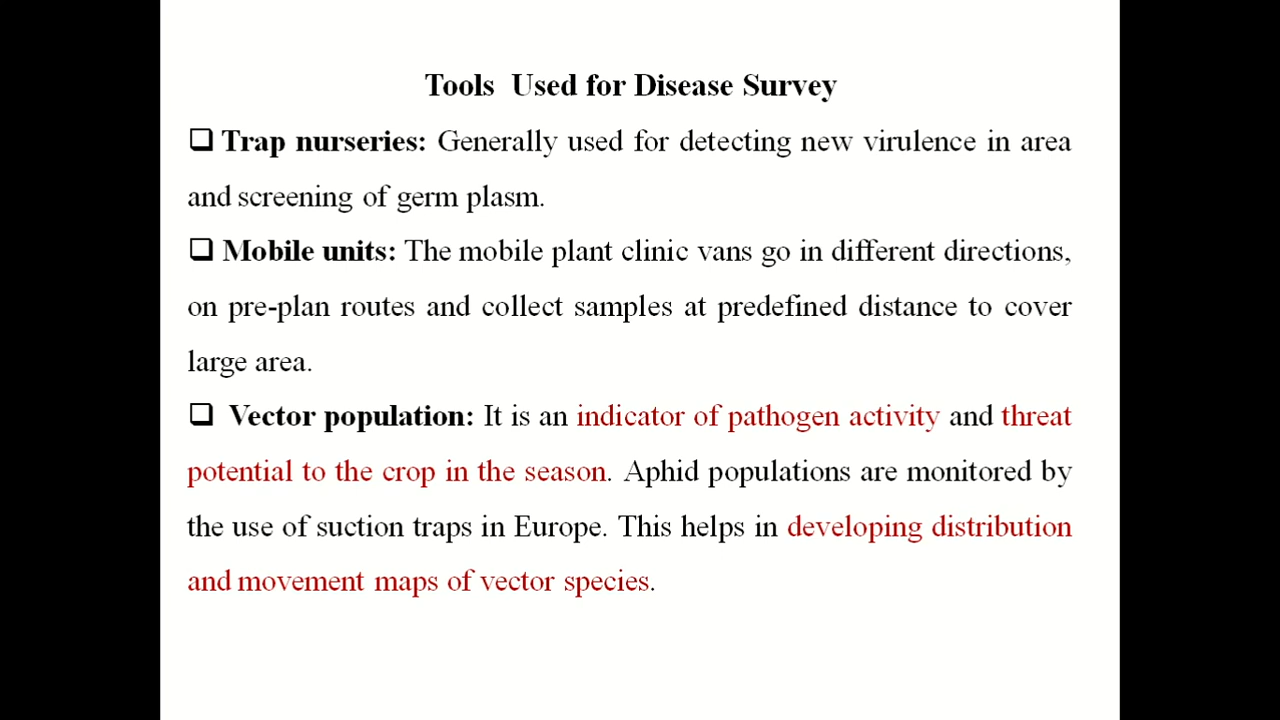 Tools Used for Disease Survey
❑ Trap nurseries: Generally used for detecting new virulence in area
and screening of germ plasm.
❑ Mobile units: The mobile plant clinic vans go in different directions,
on pre-plan routes and collect samples at predefined distance to cover
large area.
❑ Vector population: It is an indicator of pathogen activity and threat
potential to the crop in the season. Aphid populations are monitored by
the use of suction traps in Europe. This helps in developing distribution
and movement maps of vector species.